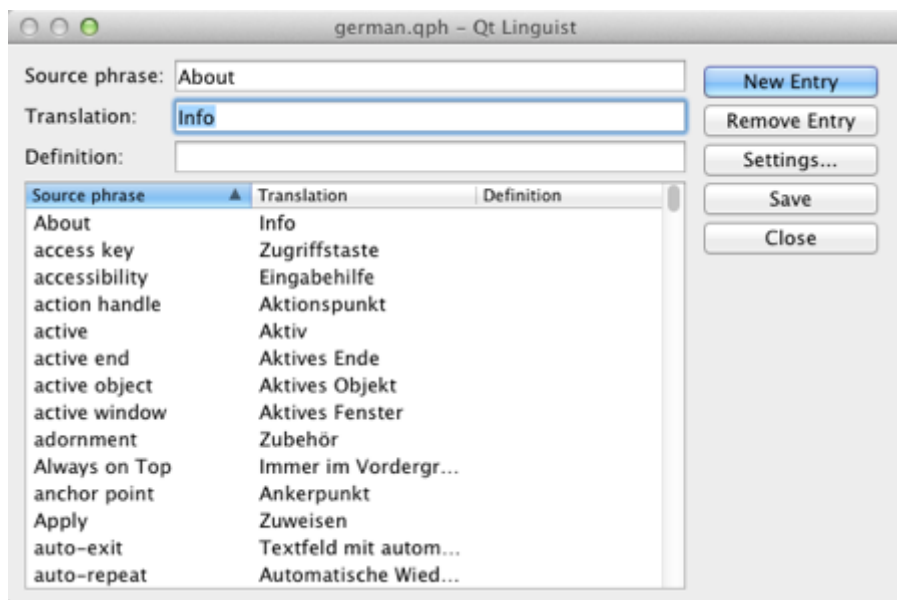 german.qph – Qt Linguist
Source phrase: About
New Entry
Translation: Info
Remove Entry
Definition:
Settings...
Source phrase Translation Definition
Save
About Info
Close
access key Zugriffstaste
accessibility Eingabehilfe
action handle Aktionspunkt
active Aktiv
active end Aktives Ende
active object Aktives Objekt
active window Aktives Fenster
adornment Zubehör
Always on Top Immer im Vordergr...
anchor point Ankerpunkt
Apply Zuweisen
auto-exit Textfeld mit autom...
auto-repeat Automatische Wied...